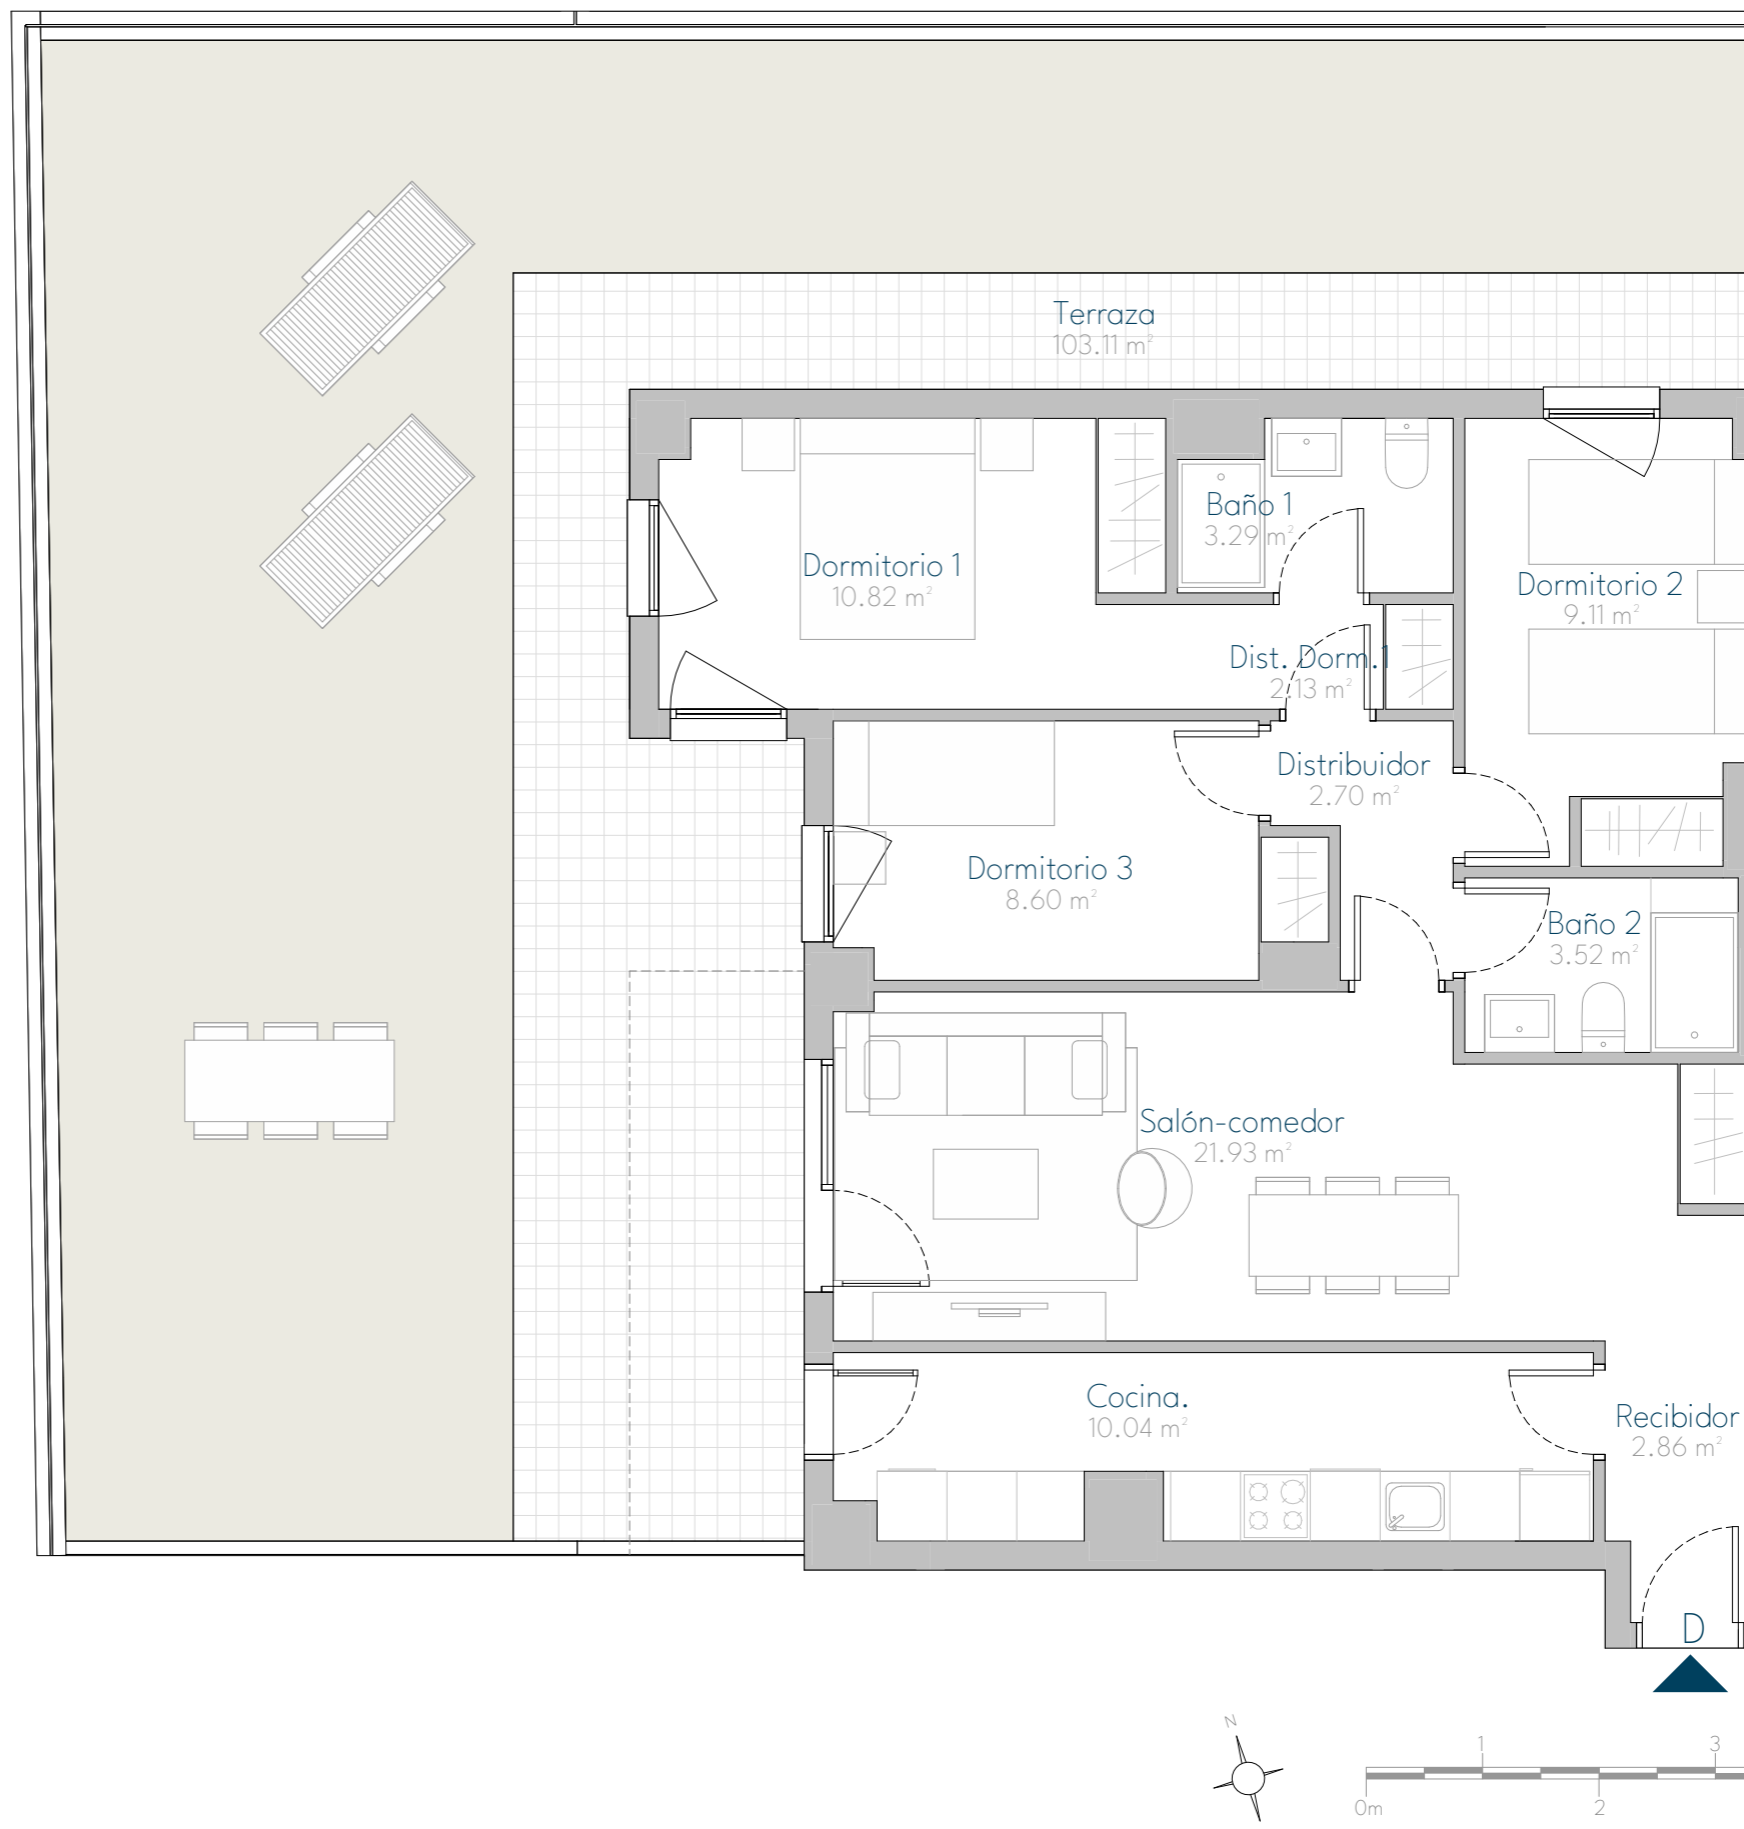 Terraza
103.11 m²
Baño 1
3.29 m²
Dormitorio 1
10.82 m²
Dormitorio 2
9.11 m²
Dist. Dorm.1
2.13 m²
Distribuidor
2.70 m²
Dormitorio 3
8.60 m²
Baño 2
3.52 m²
Salón-comedor
21.93 m²
Cocina.
10.04 m²
Recibidor
2.86 m²
D
N
1
3
0m
2